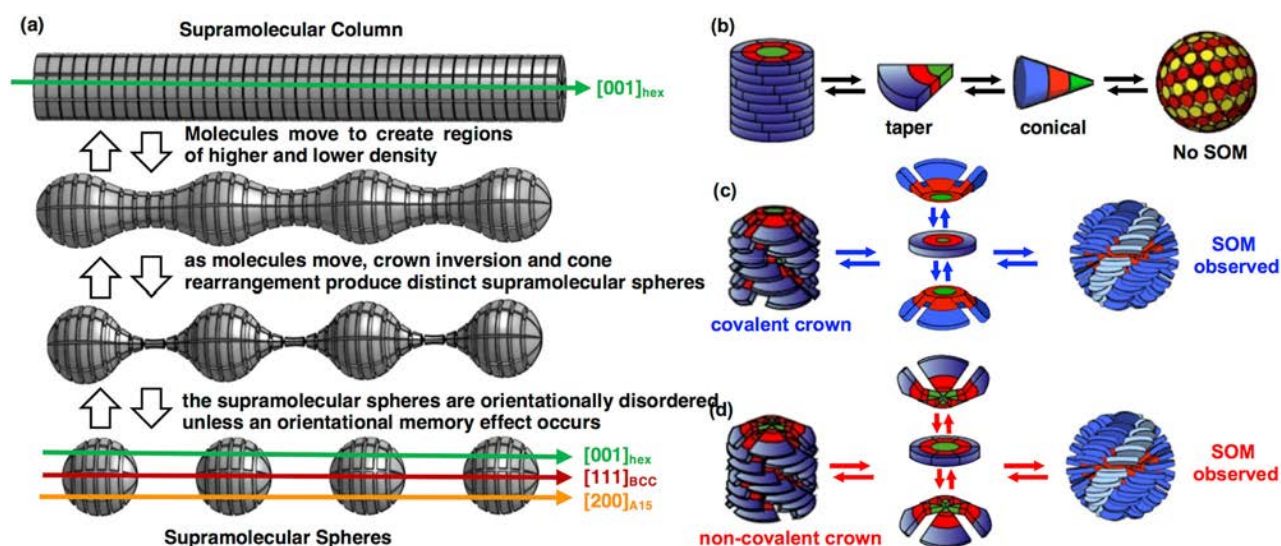 (a)
Supramolecular Column
[001]hex
Molecules move to create regions
of higher and lower density
as molecules move, crown inversion and cone
rearrangement produce distinct supramolecular spheres
the supramolecular spheres are orientationally disordered
unless an orientational memory effect occurs
[001]hex
[111]BCC
[200]A15
Supramolecular Spheres
(b)
taper
conical
No SOM
(c)
covalent crown
SOM
observed
(d)
non-covalent crown
SOM
observed